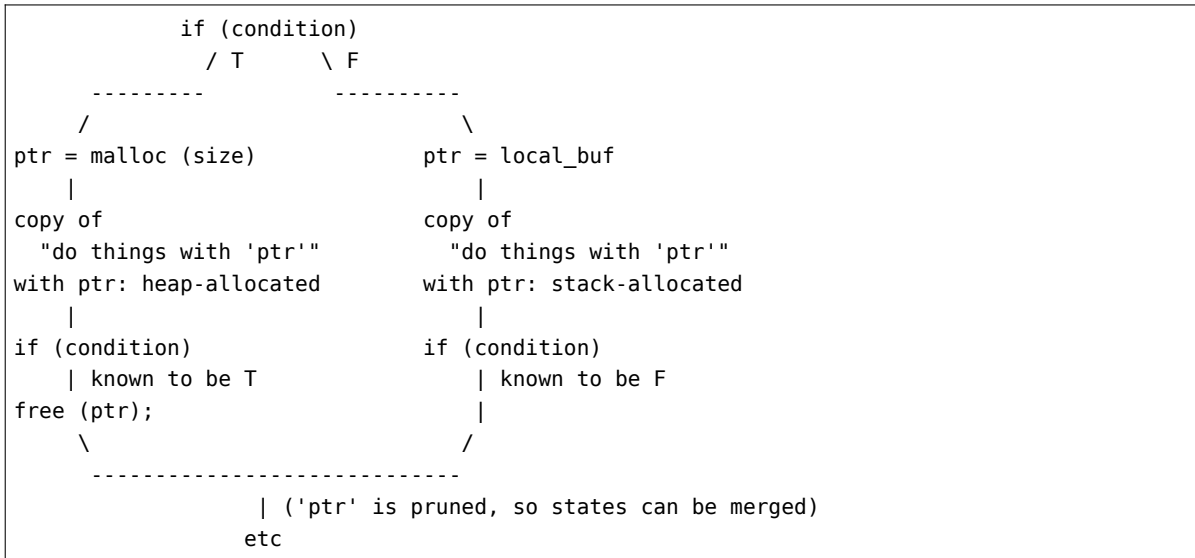 if (condition)
               / T      \ F
      ---------          ----------
     /                             \
ptr = malloc (size)             ptr = local_buf
    |                               |
copy of                         copy of
  "do things with 'ptr'"          "do things with 'ptr'"
with ptr: heap-allocated        with ptr: stack-allocated
    |                               |
if (condition)                  if (condition)
    | known to be T                 | known to be F
free (ptr);                         |
     \                             /
      -----------------------------
                   | ('ptr' is pruned, so states can be merged)
                  etc